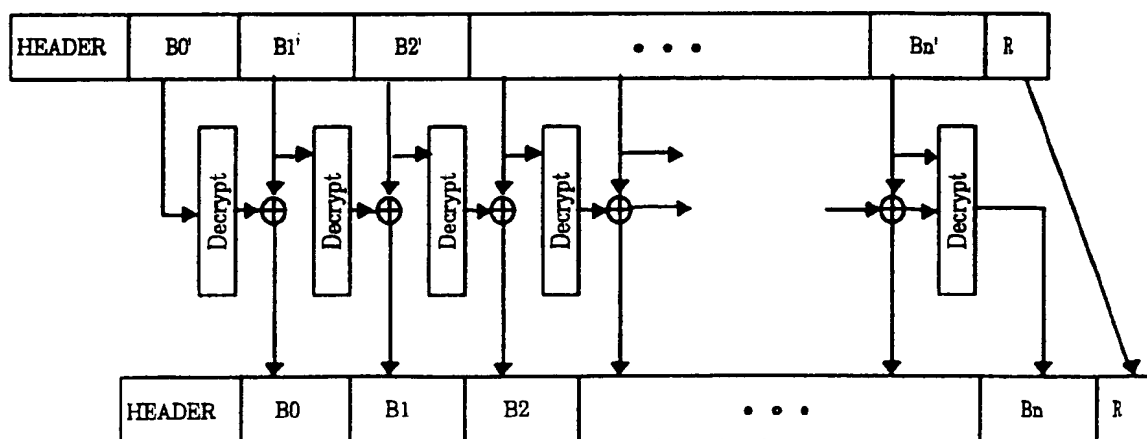 HEADER B0' B1' B2' • • • Bn' R
Decrypt Decrypt Decrypt Decrypt Decrypt
HEADER B0 B1 B2 • • • Bn R